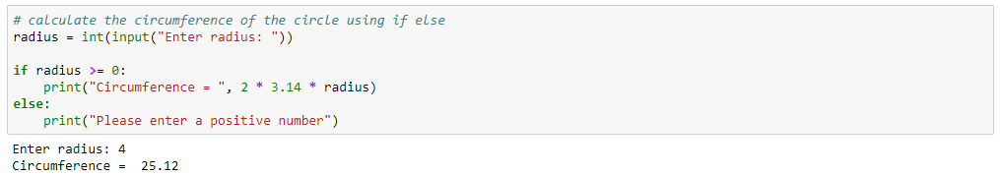 # calculate the circumference of the circle using if else
radius = int(input("Enter radius: "))
if radius >= 0:
    print("Circumference = ", 2 * 3.14 * radius)
else:
    print("Please enter a positive number")
Enter radius: 4
Circumference =  25.12